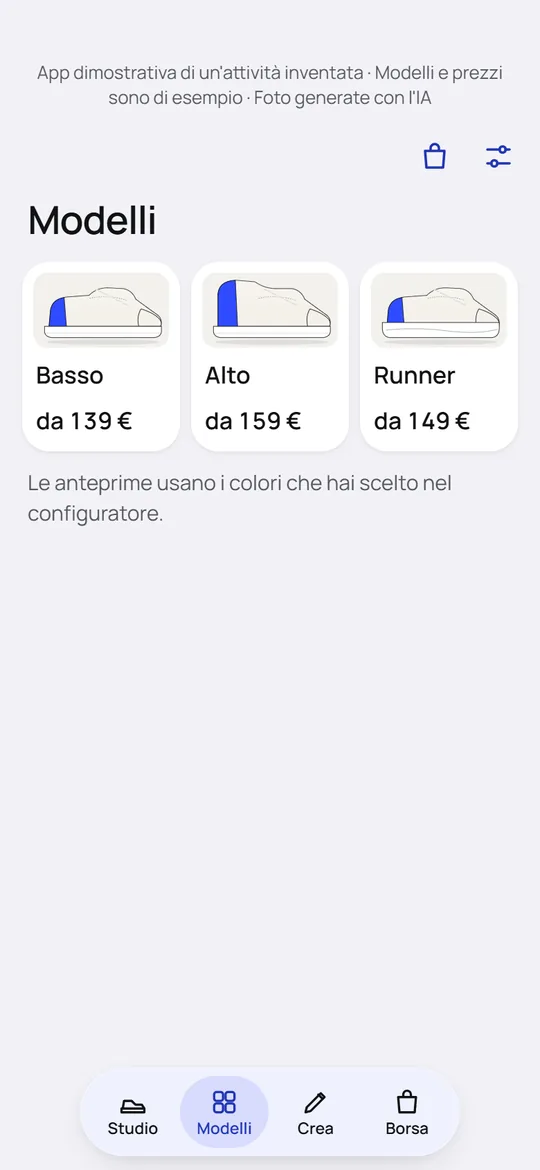 App dimostrativa di un'attività inventata · Modelli e prezzi
sono di esempio · Foto generate con l'IA
Modelli
Basso
da 139 €
Alto
da 159 €
Runner
da 149 €
Le anteprime usano i colori che hai scelto nel
configuratore.
Studio
Modelli
Crea
Borsa